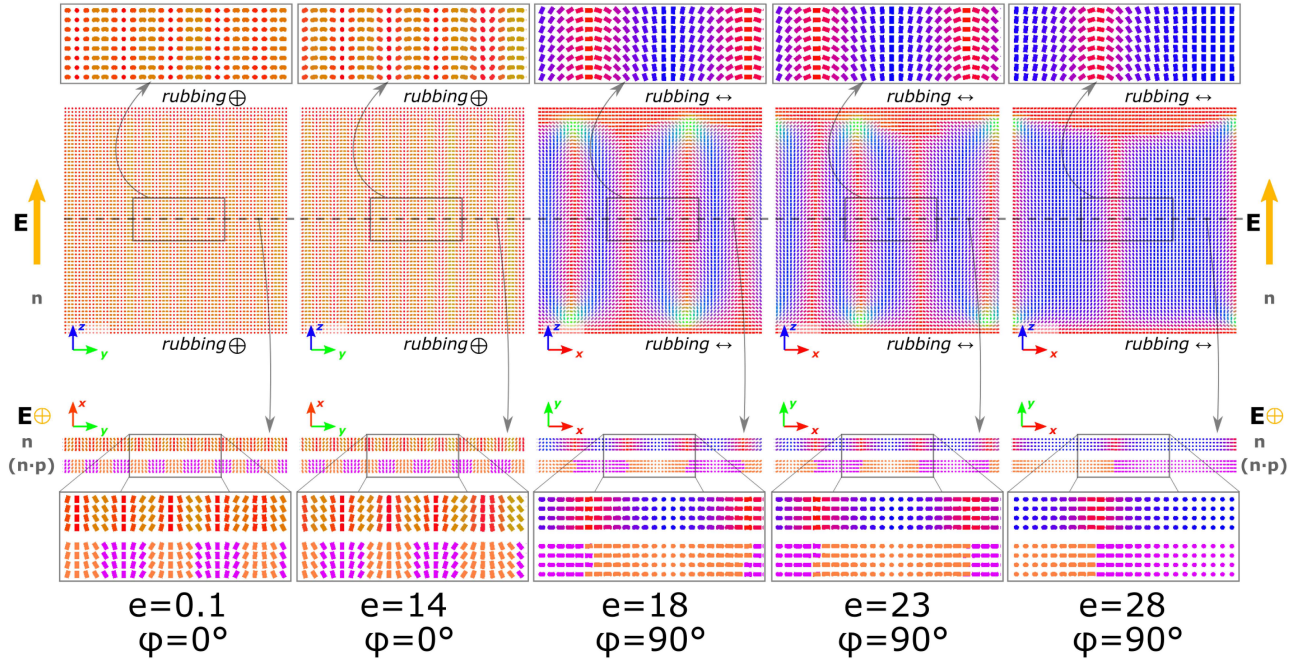 rubbing ⊕
rubbing ⊕
rubbing ↔
rubbing ↔
rubbing ↔
E
E
n
n
z
y
z
y
z
x
z
x
z
x
rubbing ⊕
rubbing ⊕
rubbing ↔
rubbing ↔
rubbing ↔
x
y
x
y
y
x
y
x
y
x
E⊕
E⊕
n
n
(n·p)
(n·p)
e=0.1
φ=0°
e=14
φ=0°
e=18
φ=90°
e=23
φ=90°
e=28
φ=90°